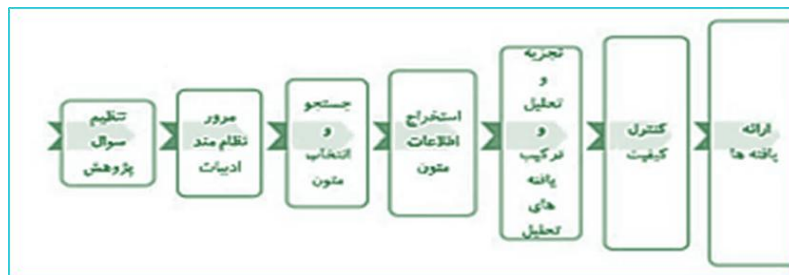 تنظیم
سوال
پژوهش
مرور
نظام مند
ادبیات
جستجو
و
انتخاب
متون
استخراج
اطلاعات
متون
تجزیه
و
تحلیل
و
ترکیب
یافته
های
تحلیل
کنترل
کیفیت
ارائه
یافته ها